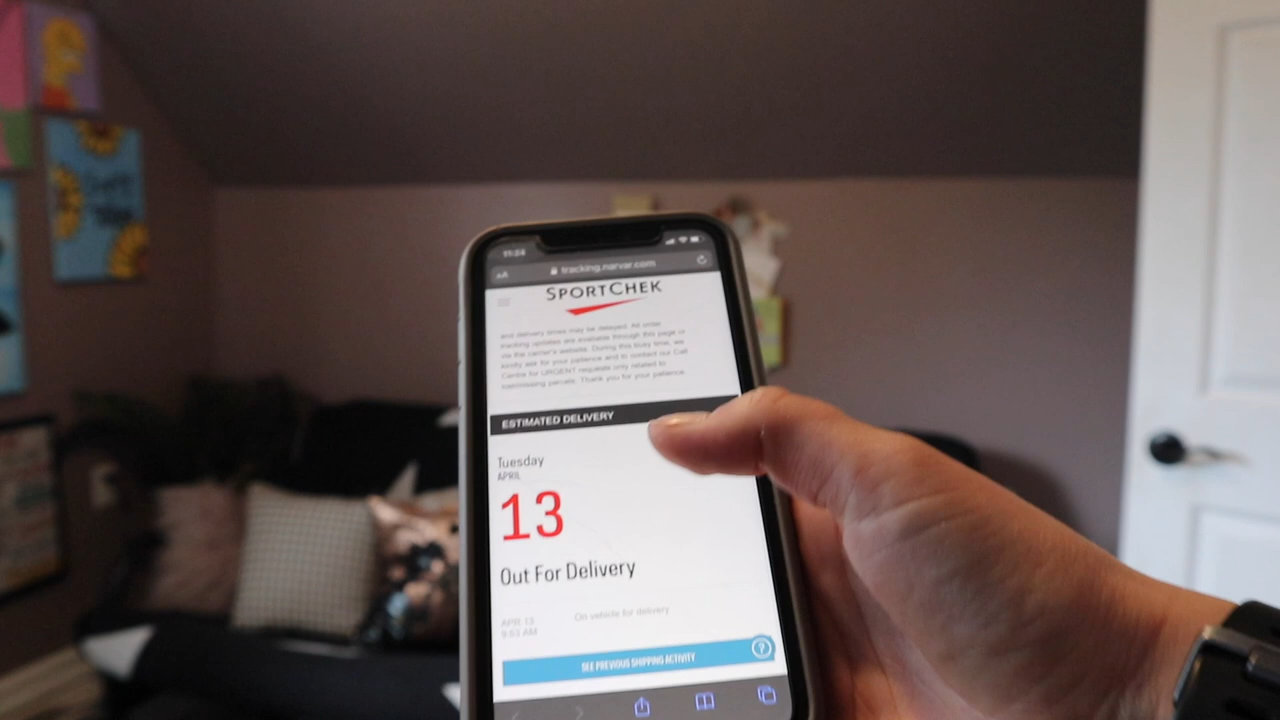 11:24
AA tracking.narvar.com
SPORTCHEK
and delivery times may be delayed. All order
tracking updates are available through this page or
via the carrier's website. During this busy time, we
kindly ask for your patience and to contact our Call
Centre for URGENT requests only related to
lost/missing parcels. Thank you for your patience.
ESTIMATED DELIVERY
Tuesday
APRIL
13
Out For Delivery
APR 13
9:53 AM
On vehicle for delivery
SEE PREVIOUS SHIPPING ACTIVITY
?